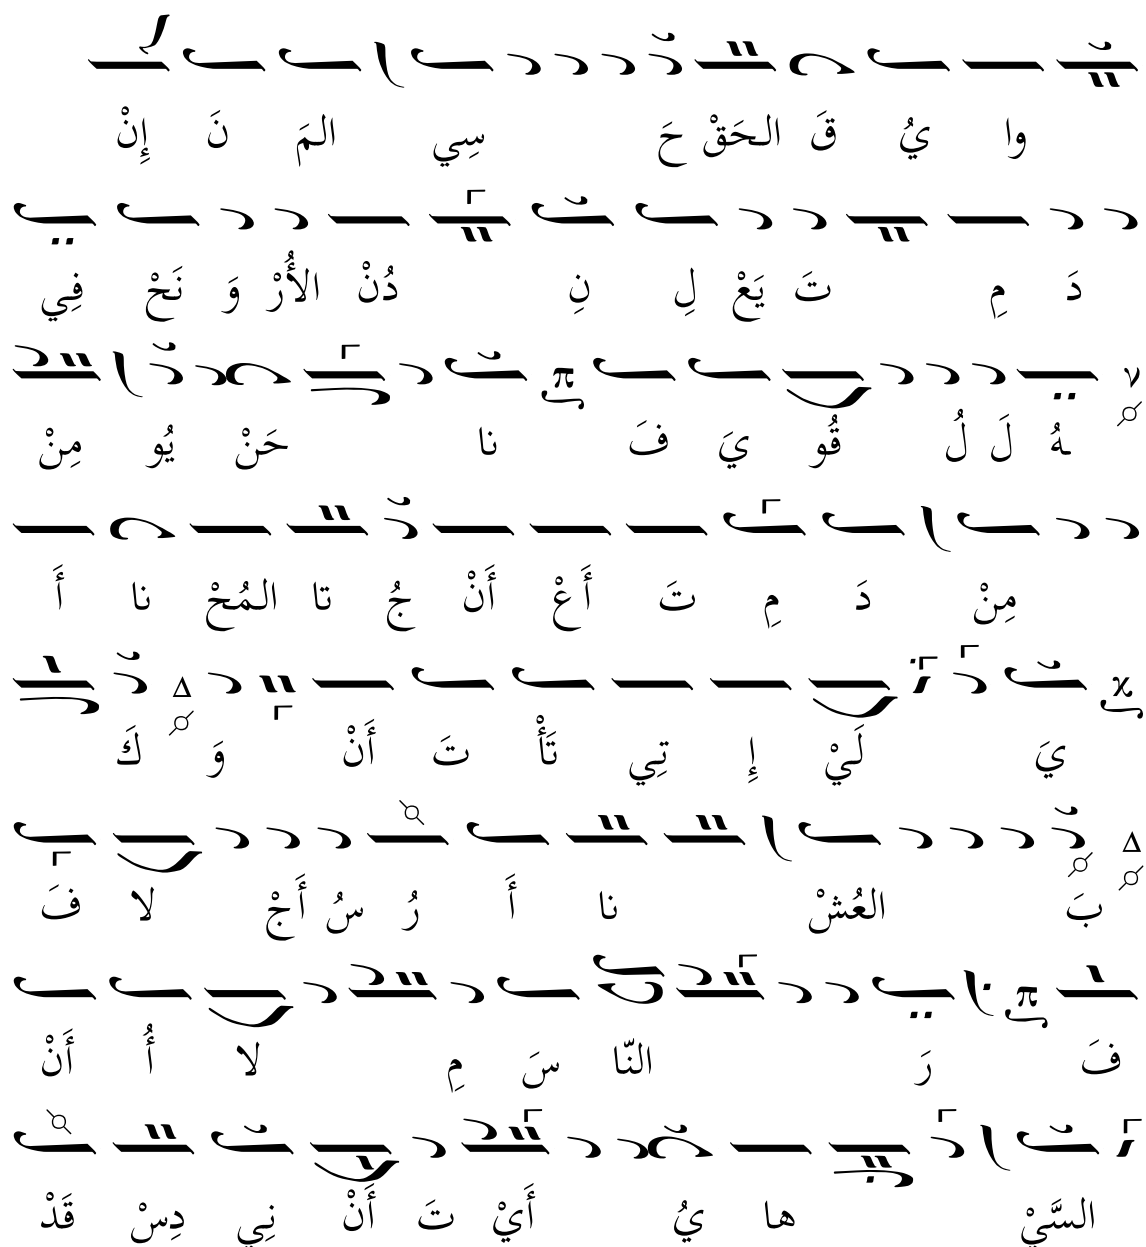 إِنْ نَ المَ سِي حَ الحَقْ قَ يُ وا
فِي نَحْ وَ الأُرْ دُنْ نِ لِ يَعْ تَ مِ دَ
π ν
مِنْ يُو حَنْ نا فَ يَ قُو لُ لَ هُ
أَ نا المُحْ تا جُ أَنْ أَعْ تَ مِ دَ مِنْ
Δ χ
كَ وَ أَنْ تَ تَأْ تِي إِ لَيْ يَ
Δ
فَ لا أَجْ سُ رُ أَ نا العُشْ بَ
π
أَنْ أُ لا مِ سَ النّا رَ فَ
قَدْ دِسْ نِي أَنْ تَ أَيْ يُ ها السَّيْ